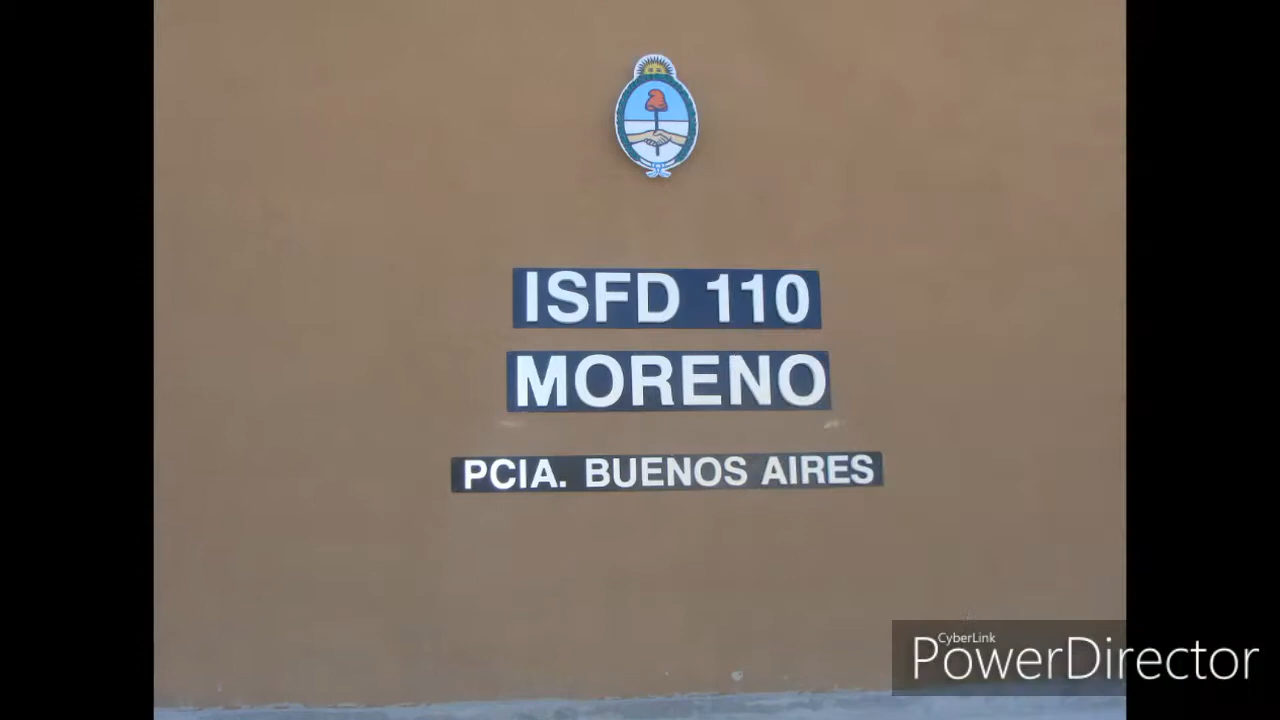 ISFD 110
MORENO
PCIA. BUENOS AIRES
CyberLink
PowerDirector